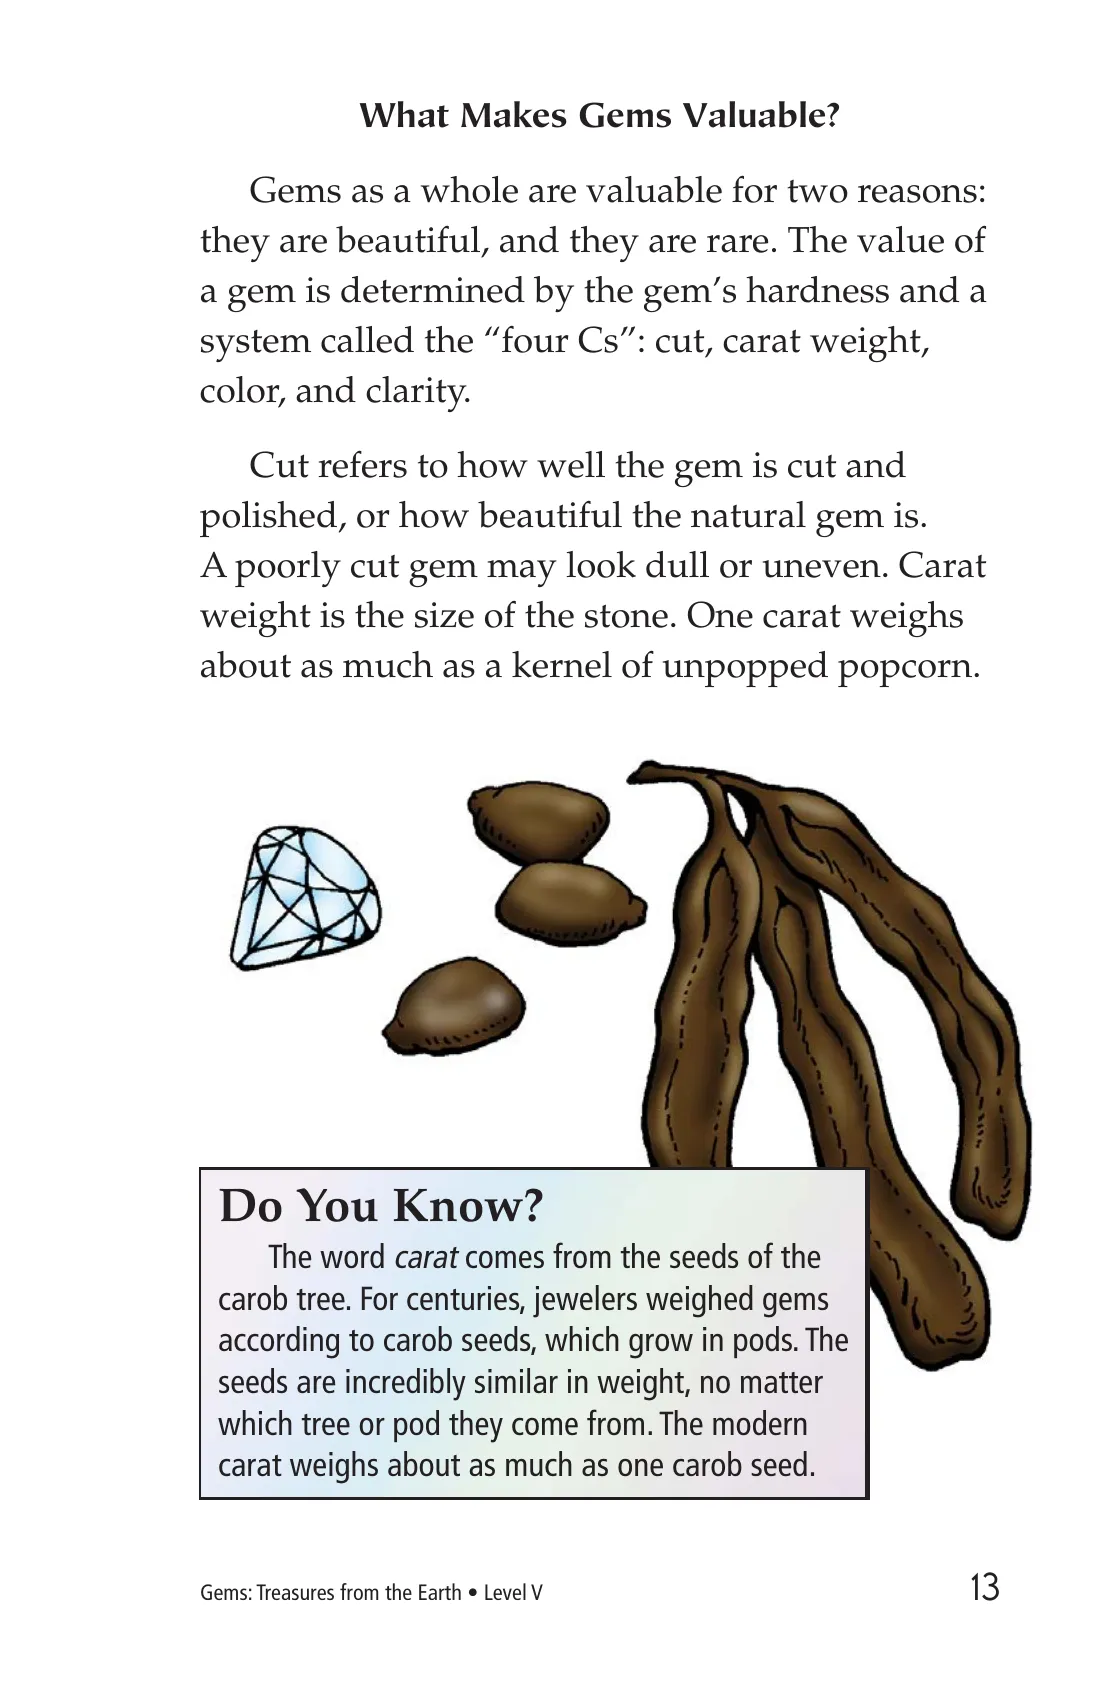 What Makes Gems Valuable?
Gems as a whole are valuable for two reasons:
they are beautiful, and they are rare. The value of
a gem is determined by the gem’s hardness and a
system called the “four Cs”: cut, carat weight,
color, and clarity.
Cut refers to how well the gem is cut and
polished, or how beautiful the natural gem is.
A poorly cut gem may look dull or uneven. Carat
weight is the size of the stone. One carat weighs
about as much as a kernel of unpopped popcorn.
Do You Know?
The word carat comes from the seeds of the
carob tree. For centuries, jewelers weighed gems
according to carob seeds, which grow in pods. The
seeds are incredibly similar in weight, no matter
which tree or pod they come from. The modern
carat weighs about as much as one carob seed.
Gems: Treasures from the Earth • Level V
13